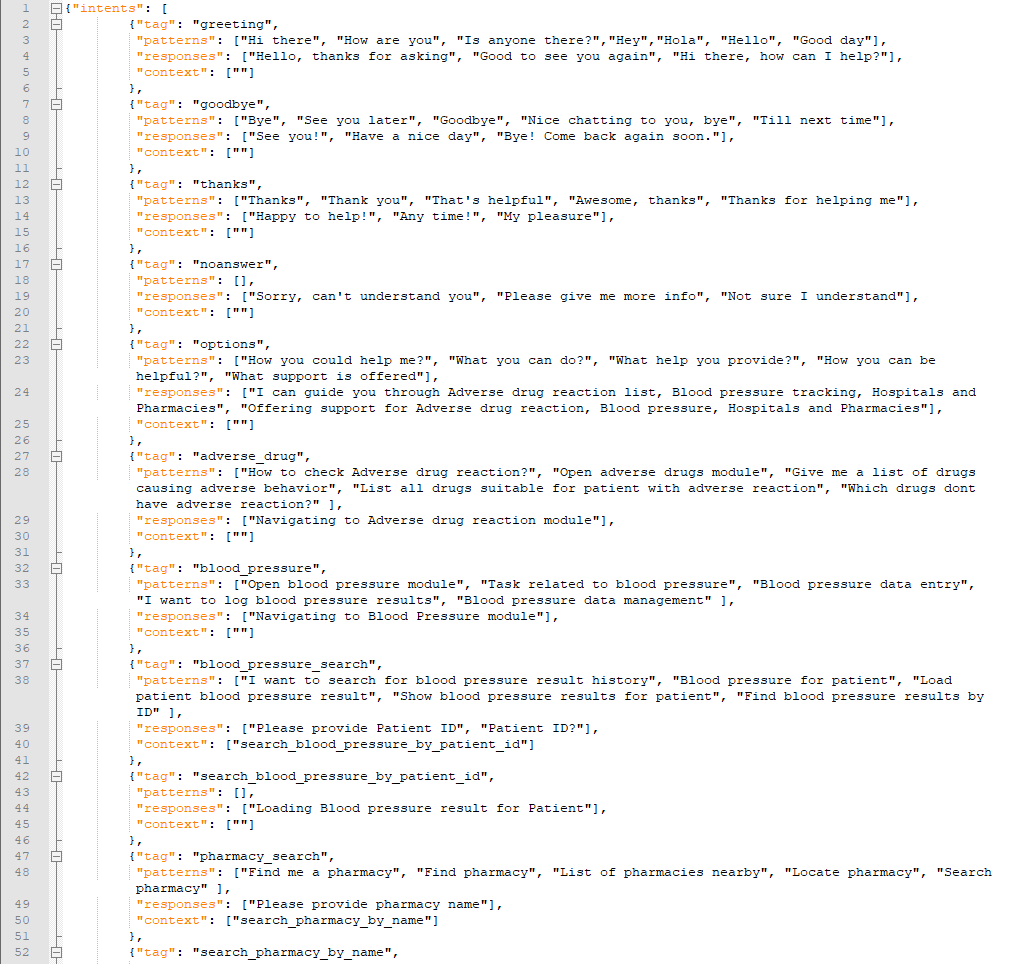 1 {"intents": [
2 {"tag": "greeting",
3 "patterns": ["Hi there", "How are you", "Is anyone there?","Hey","Hola", "Hello", "Good day"],
4 "responses": ["Hello, thanks for asking", "Good to see you again", "Hi there, how can I help?"],
5 "context": [""]
6 },
7 {"tag": "goodbye",
8 "patterns": ["Bye", "See you later", "Goodbye", "Nice chatting to you, bye", "Till next time"],
9 "responses": ["See you!", "Have a nice day", "Bye! Come back again soon."],
10 "context": [""]
11 },
12 {"tag": "thanks",
13 "patterns": ["Thanks", "Thank you", "That's helpful", "Awesome, thanks", "Thanks for helping me"],
14 "responses": ["Happy to help!", "Any time!", "My pleasure"],
15 "context": [""]
16 },
17 {"tag": "noanswer",
18 "patterns": [],
19 "responses": ["Sorry, can't understand you", "Please give me more info", "Not sure I understand"],
20 "context": [""]
21 },
22 {"tag": "options",
23 "patterns": ["How you could help me?", "What you can do?", "What help you provide?", "How you can be
helpful?", "What support is offered"],
24 "responses": ["I can guide you through Adverse drug reaction list, Blood pressure tracking, Hospitals and
Pharmacies", "Offering support for Adverse drug reaction, Blood pressure, Hospitals and Pharmacies"],
25 "context": [""]
26 },
27 {"tag": "adverse_drug",
28 "patterns": ["How to check Adverse drug reaction?", "Open adverse drugs module", "Give me a list of drugs
causing adverse behavior", "List all drugs suitable for patient with adverse reaction", "Which drugs dont
have adverse reaction?" ],
29 "responses": ["Navigating to Adverse drug reaction module"],
30 "context": [""]
31 },
32 {"tag": "blood_pressure",
33 "patterns": ["Open blood pressure module", "Task related to blood pressure", "Blood pressure data entry",
"I want to log blood pressure results", "Blood pressure data management" ],
34 "responses": ["Navigating to Blood Pressure module"],
35 "context": [""]
36 },
37 {"tag": "blood_pressure_search",
38 "patterns": ["I want to search for blood pressure result history", "Blood pressure for patient", "Load
patient blood pressure result", "Show blood pressure results for patient", "Find blood pressure results by
ID" ],
39 "responses": ["Please provide Patient ID", "Patient ID?"],
40 "context": ["search_blood_pressure_by_patient_id"]
41 },
42 {"tag": "search_blood_pressure_by_patient_id",
43 "patterns": [],
44 "responses": ["Loading Blood pressure result for Patient"],
45 "context": [""]
46 },
47 {"tag": "pharmacy_search",
48 "patterns": ["Find me a pharmacy", "Find pharmacy", "List of pharmacies nearby", "Locate pharmacy", "Search
pharmacy" ],
49 "responses": ["Please provide pharmacy name"],
50 "context": ["search_pharmacy_by_name"]
51 },
52 {"tag": "search_pharmacy_by_name",